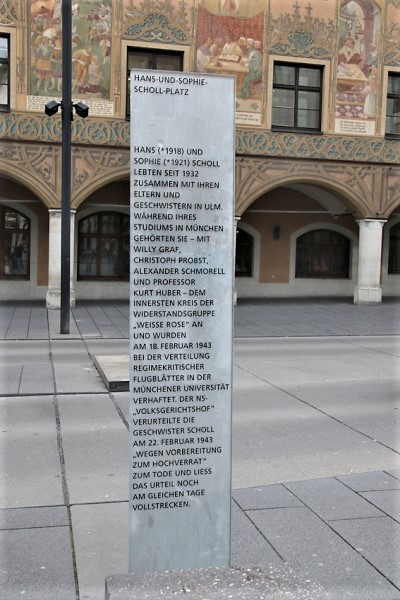 HANS-UND-SOPHIE-
SCHOLL-PLATZ
HANS (*1918) UND
SOPHIE (*1921) SCHOLL
LEBTEN SEIT 1932
ZUSAMMEN MIT IHREN
ELTERN UND
GESCHWISTERN IN ULM.
WÄHREND IHRES
STUDIUMS IN MÜNCHEN
GEHÖRTEN SIE – MIT
WILLY GRAF,
CHRISTOPH PROBST,
ALEXANDER SCHMORELL
UND PROFESSOR
KURT HUBER – DEM
INNERSTEN KREIS DER
WIDERSTANDSGRUPPE
„WEISSE ROSE“ AN
UND WURDEN
AM 18. FEBRUAR 1943
BEI DER VERTEILUNG
REGIMEKRITISCHER
FLUGBLÄTTER IN DER
MÜNCHENER UNIVERSITÄT
VERHAFTET. DER NS-
„VOLKSGERICHTSHOF“
VERURTEILTE DIE
GESCHWISTER SCHOLL
AM 22. FEBRUAR 1943
„WEGEN VORBEREITUNG
ZUM HOCHVERRAT“
ZUM TODE UND LIESS
DAS URTEIL NOCH
AM GLEICHEN TAGE
VOLLSTRECKEN.